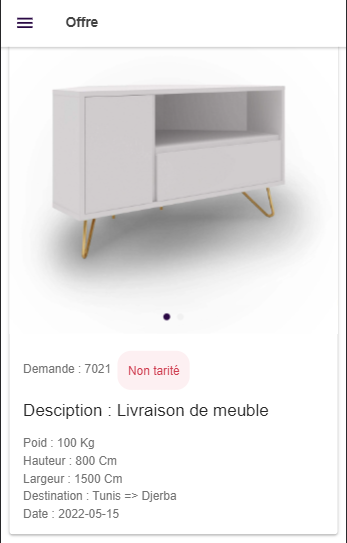 Offre
Demande : 7021 Non tarité
Desciption : Livraison de meuble
Poid : 100 Kg
Hauteur : 800 Cm
Largeur : 1500 Cm
Destination : Tunis => Djerba
Date : 2022-05-15